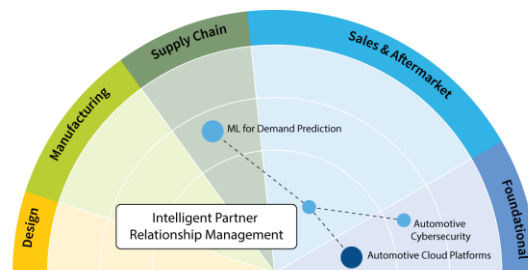 Supply Chain
Sales & Aftermarket
Manufacturing
ML for Demand Prediction
Design
Intelligent Partner
Relationship Management
Foundational
Automotive
Cybersecurity
Automotive Cloud Platforms